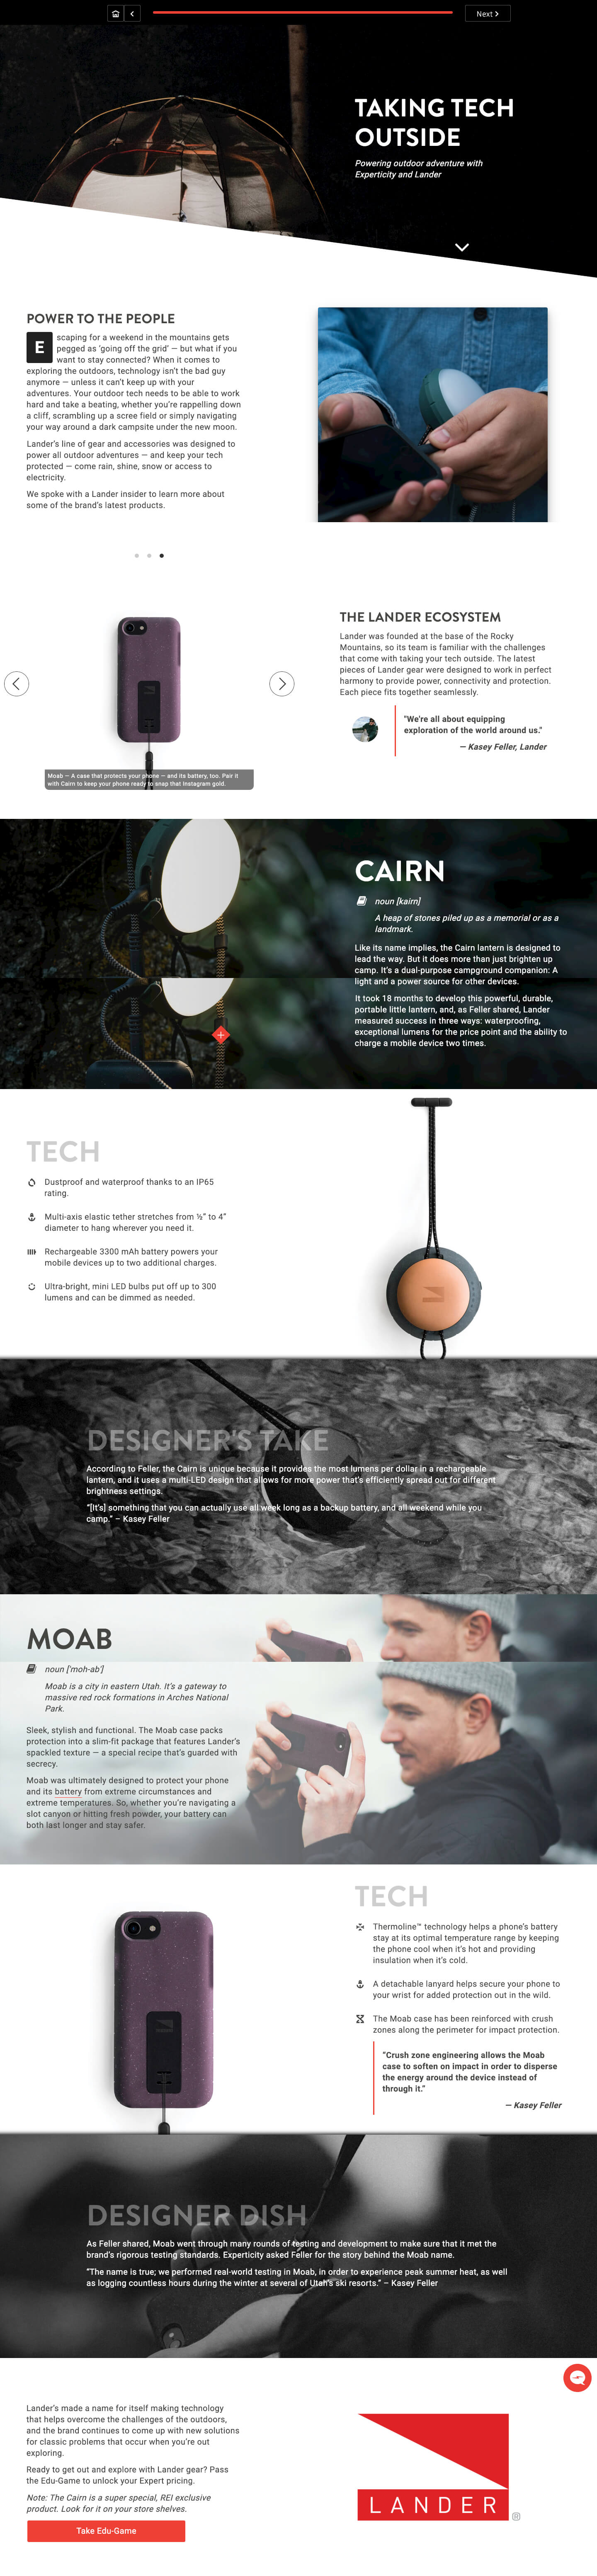 Next
TAKING TECH
OUTSIDE
Powering outdoor adventure with
Experticity and Lander
POWER TO THE PEOPLE
E
scaping for a weekend in the mountains gets
pegged as 'going off the grid' — but what if you
want to stay connected? When it comes to
exploring the outdoors, technology isn't the bad guy
anymore — unless it can't keep up with your
adventures. Your outdoor tech needs to be able to work
hard and take a beating, whether you're rappelling down
a cliff, scrambling up a scree field or simply navigating
your way around a dark campsite under the new moon.
Lander's line of gear and accessories was designed to
power all outdoor adventures — and keep your tech
protected — come rain, shine, snow or access to
electricity.
We spoke with a Lander insider to learn more about
some of the brand's latest products.
Moab — A case that protects your phone — and its battery, too. Pair it
with Cairn to keep your phone ready to snap that Instagram gold.
THE LANDER ECOSYSTEM
Lander was founded at the base of the Rocky
Mountains, so its team is familiar with the challenges
that come with taking your tech outside. The latest
pieces of Lander gear were designed to work in perfect
harmony to provide power, connectivity and protection.
Each piece fits together seamlessly.
"We're all about equipping
exploration of the world around us."
— Kasey Feller, Lander
CAIRN
noun [kairn]
A heap of stones piled up as a memorial or as a
landmark.
Like its name implies, the Cairn lantern is designed to
lead the way. But it does more than just brighten up
camp. It's a dual-purpose campground companion: A
light and a power source for other devices.
It took 18 months to develop this powerful, durable,
portable little lantern, and, as Feller shared, Lander
measured success in three ways: waterproofing,
exceptional lumens for the price point and the ability to
charge a mobile device two times.
TECH
Dustproof and waterproof thanks to an IP65
rating.
Multi-axis elastic tether stretches from ½" to 4"
diameter to hang wherever you need it.
Rechargeable 3300 mAh battery powers your
mobile devices up to two additional charges.
Ultra-bright, mini LED bulbs put off up to 300
lumens and can be dimmed as needed.
DESIGNER'S TAKE
According to Feller, the Cairn is unique because it provides the most lumens per dollar in a rechargeable
lantern, and it uses a multi-LED design that allows for more power that's efficiently spread out for different
brightness settings.
"[It's] something that you can actually use all week long as a backup battery, and all weekend while you
camp." – Kasey Feller
MOAB
noun ['moh-ab']
Moab is a city in eastern Utah. It's a gateway to
massive red rock formations in Arches National
Park.
Sleek, stylish and functional. The Moab case packs
protection into a slim-fit package that features Lander's
spackled texture — a special recipe that's guarded with
secrecy.
Moab was ultimately designed to protect your phone
and its battery from extreme circumstances and
extreme temperatures. So, whether you're navigating a
slot canyon or hitting fresh powder, your battery can
both last longer and stay safer.
TECH
Thermoline™ technology helps a phone's battery
stay at its optimal temperature range by keeping
the phone cool when it's hot and providing
insulation when it's cold.
A detachable lanyard helps secure your phone to
your wrist for added protection out in the wild.
The Moab case has been reinforced with crush
zones along the perimeter for impact protection.
"Crush zone engineering allows the Moab
case to soften on impact in order to disperse
the energy around the device instead of
through it."
— Kasey Feller
DESIGNER DISH
As Feller shared, Moab went through many rounds of testing and development to make sure that it met the
brand's rigorous testing standards. Experticity asked Feller for the story behind the Moab name.
"The name is true; we performed real-world testing in Moab, in order to experience peak summer heat, as well
as logging countless hours during the winter at several of Utah's ski resorts." – Kasey Feller
Lander's made a name for itself making technology
that helps overcome the challenges of the outdoors,
and the brand continues to come up with new solutions
for classic problems that occur when you're out
exploring.
Ready to get out and explore with Lander gear? Pass
the Edu-Game to unlock your Expert pricing.
Note: The Cairn is a super special, REI exclusive
product. Look for it on your store shelves.
Take Edu-Game
LANDER